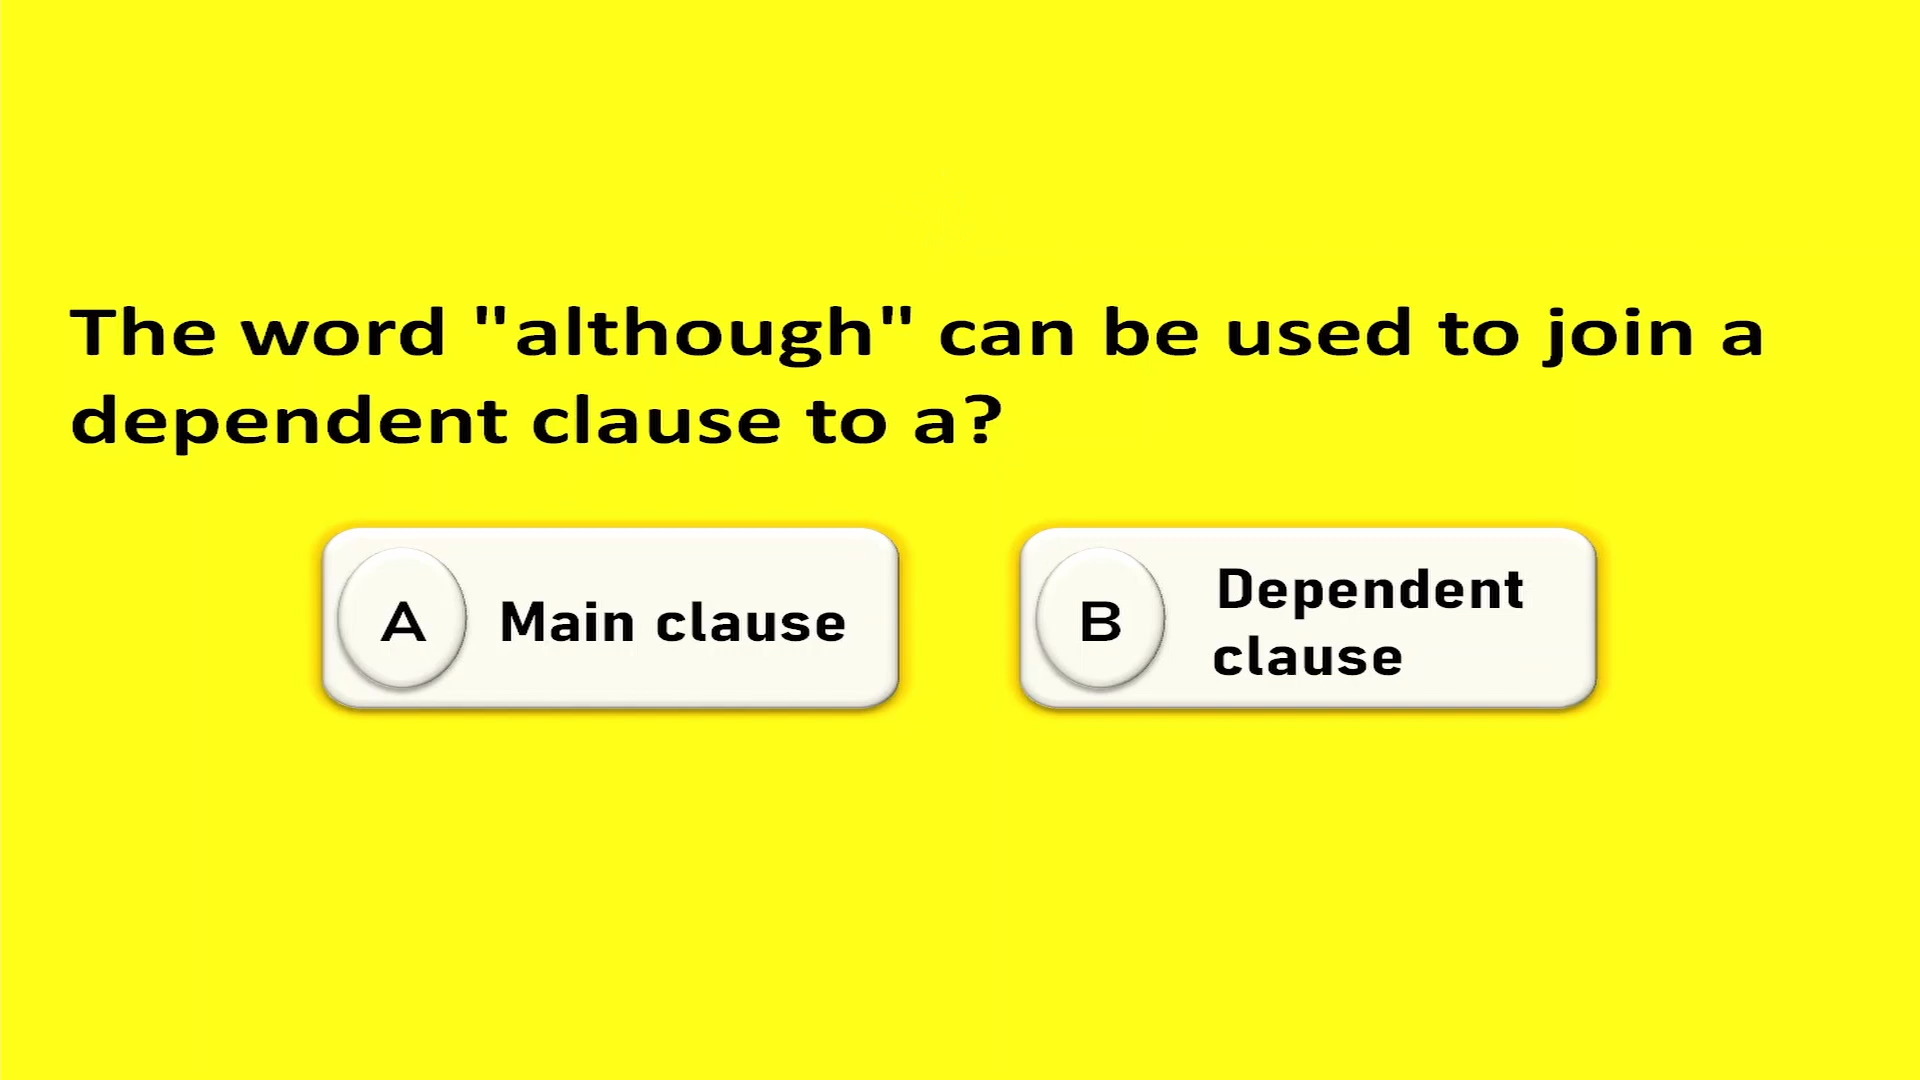 The word "although" can be used to join a
dependent clause to a?
A Main clause
B Dependent
clause